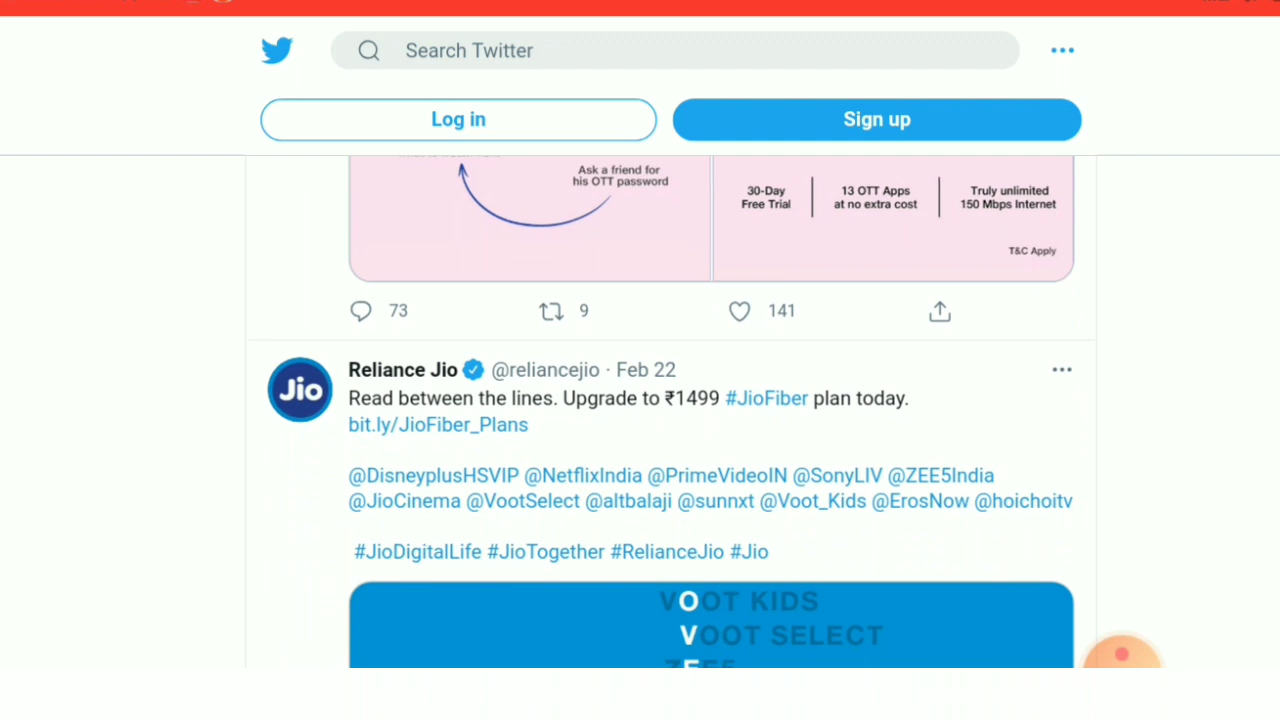 Search Twitter
Log in
Sign up
Ask a friend for
his OTT password
30-Day
Free Trial
13 OTT Apps
at no extra cost
Truly unlimited
150 Mbps Internet
T&C Apply
73
9
141
Jio
Reliance Jio @reliancejio · Feb 22
Read between the lines. Upgrade to ₹1499 #JioFiber plan today.
bit.ly/JioFiber_Plans
@DisneyplusHSVIP @NetflixIndia @PrimeVideoIN @SonyLIV @ZEE5India
@JioCinema @VootSelect @altbalaji @sunnxt @Voot_Kids @ErosNow @hoichoitv
#JioDigitalLife #JioTogether #RelianceJio #Jio
VOOT KIDS
VOOT SELECT
ZEE5